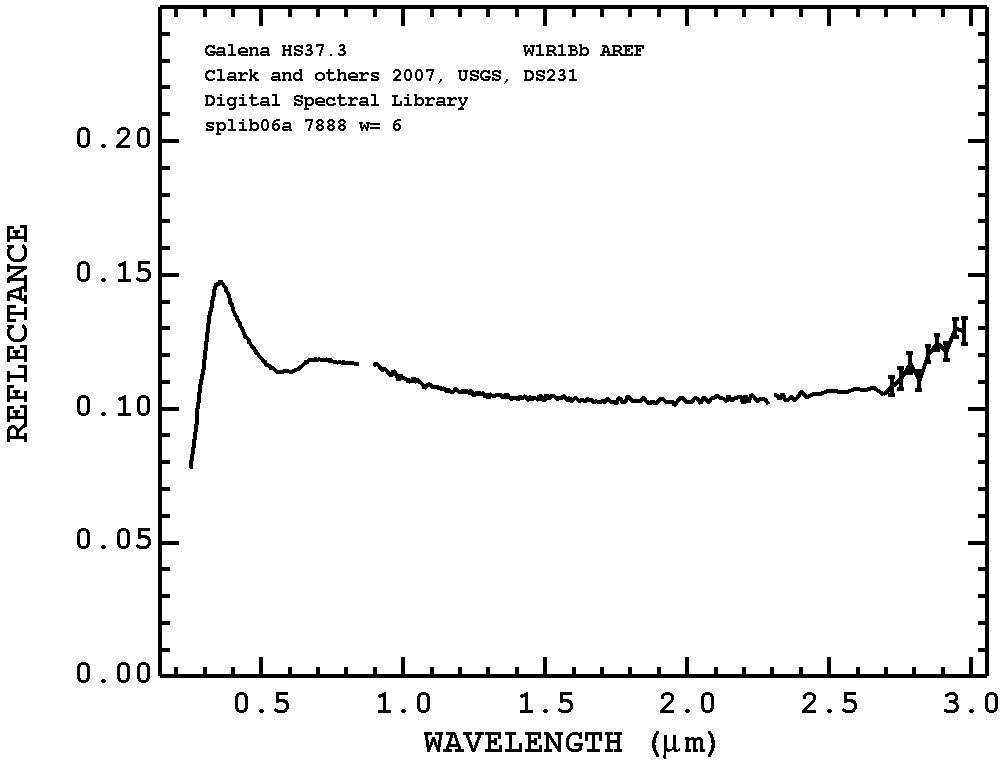 Galena HS37.3 W1R1Bb AREF
Clark and others 2007, USGS, DS231
Digital Spectral Library
splib06a 7888 w= 6
REFLECTANCE
0.20
0.15
0.10
0.05
0.00
0.5 1.0 1.5 2.0 2.5 3.0
WAVELENGTH (μm)